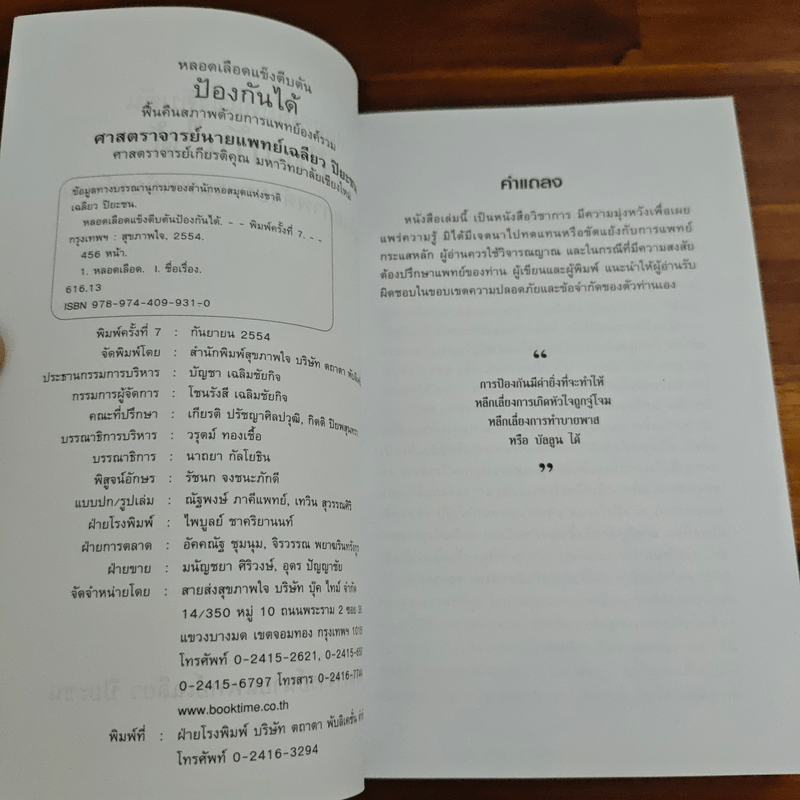 หลอดเลือดแข็งตีบตัน
ป้องกันได้
ฟื้นคืนสภาพด้วยการแพทย์องค์รวม
ศาสตราจารย์นายแพทย์เฉลียว ปิยะชน
ศาสตราจารย์เกียรติคุณ มหาวิทยาลัยเชียงใหม่
ข้อมูลทางบรรณานุกรมของสำนักหอสมุดแห่งชาติ
เฉลียว ปิยะชน.
หลอดเลือดแข็งตีบตันป้องกันได้. - - พิมพ์ครั้งที่ 7. - -
กรุงเทพฯ : สุขภาพใจ, 2554.
456 หน้า.
1. หลอดเลือด. I. ชื่อเรื่อง.
616.13
ISBN 978-974-409-931-0
พิมพ์ครั้งที่ 7 : กันยายน 2554
จัดพิมพ์โดย : สำนักพิมพ์สุขภาพใจ บริษัท ตถาตา
ประธานกรรมการบริหาร : บัญชา เฉลิมชัยกิจ
กรรมการผู้จัดการ : โชนรังสี เฉลิมชัยกิจ
คณะที่ปรึกษา : เกียรติ ปรัชญาศิลปวุฒิ, กิตติ
บรรณาธิการบริหาร : วรุตม์ ทองเชื้อ
บรรณาธิการ : นาถยา กัลโยธิน
พิสูจน์อักษร : รัชนก จงชนะภักดี
แบบปก/รูปเล่ม : ณัฐพงษ์ ภาคีแพทย์, เทวิน สุวรรณศิริ
ฝ่ายโรงพิมพ์ : ไพบูลย์ ชาคริยานนท์
ฝ่ายการตลาด : อัคคณัฐ ชุมนุม, จิรวรรณ
ฝ่ายขาย : มนัญชยา ศิริวงษ์, อุดร ปัญญาชัย
จัดจำหน่ายโดย : สายส่งสุขภาพใจ บริษัท บุ๊ค ไทม์ จำกัด
14/350 หมู่ 10 ถนนพระราม 2 ซอย
แขวงบางมด เขตจอมทอง กรุงเทพฯ
โทรศัพท์ 0-2415-2621,
0-2415-6797 โทรสาร
www.booktime.co.th
พิมพ์ที่ : ฝ่ายโรงพิมพ์ บริษัท ตถาตา พับลิเคชั่น
โทรศัพท์ 0-2416-3294
คำแถลง
หนังสือเล่มนี้ เป็นหนังสือวิชาการ มีความมุ่งหวังเพื่อเผย
แพร่ความรู้ มิได้มีเจตนาไปทดแทนหรือขัดแย้งกับการแพทย์
กระแสหลัก ผู้อ่านควรใช้วิจารณญาณ และในกรณีที่มีความสงสัย
ต้องปรึกษาแพทย์ของท่าน ผู้เขียนและผู้พิมพ์ แนะนำให้ผู้อ่านรับ
ผิดชอบในขอบเขตความปลอดภัยและข้อจำกัดของตัวท่านเอง
“
การป้องกันมีค่ายิ่งที่จะทำให้
หลีกเลี่ยงการเกิดหัวใจถูกจู่โจม
หลีกเลี่ยงการทำบายพาส
หรือ บัลลูน ได้
”